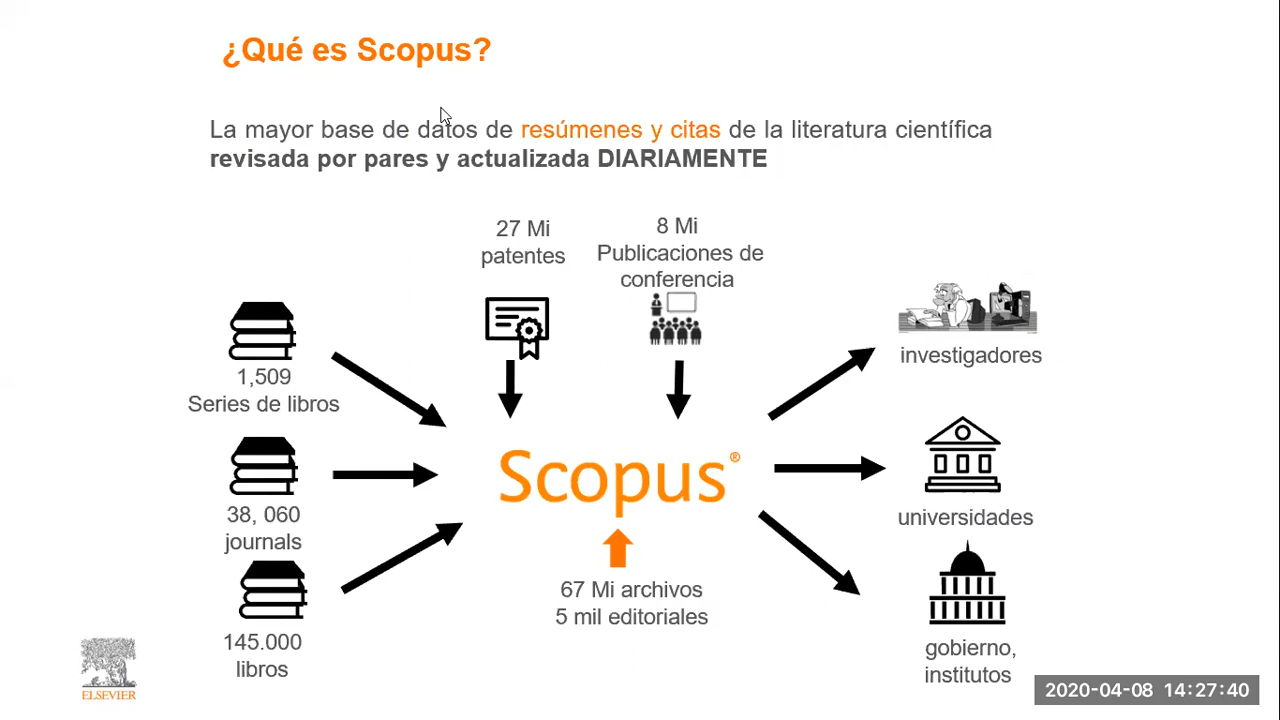 ¿Qué es Scopus?
La mayor base de datos de resúmenes y citas de la literatura científica
revisada por pares y actualizada DIARIAMENTE
27 Mi
patentes
8 Mi
Publicaciones de
conferencia
1,509
Series de libros
38, 060
journals
145.000
libros
Scopus®
67 Mi archivos
5 mil editoriales
investigadores
universidades
gobierno,
institutos
ELSEVIER
2020-04-08 14:27:40